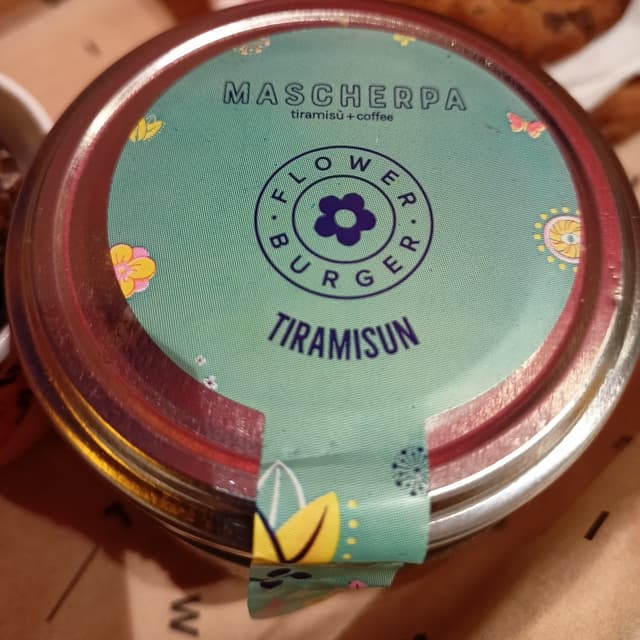 MASCHERPA
tiramisù + coffee
FLOWER
BURGER
TIRAMISUN